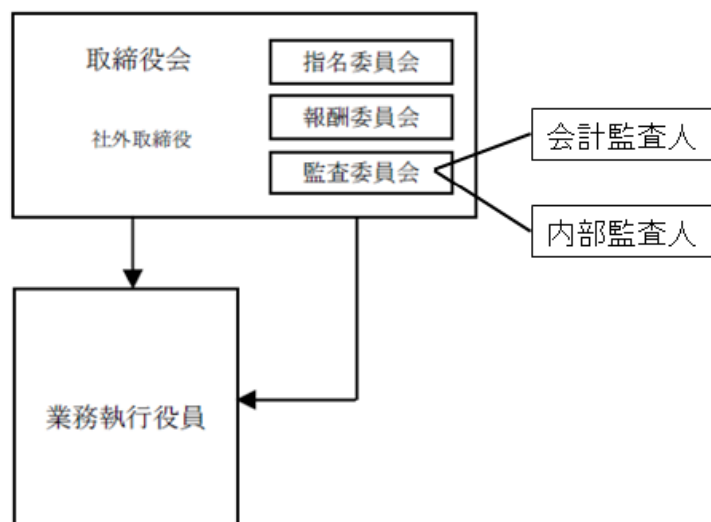 取締役会
社外取締役
指名委員会
報酬委員会
監査委員会
会計監査人
内部監査人
業務執行役員